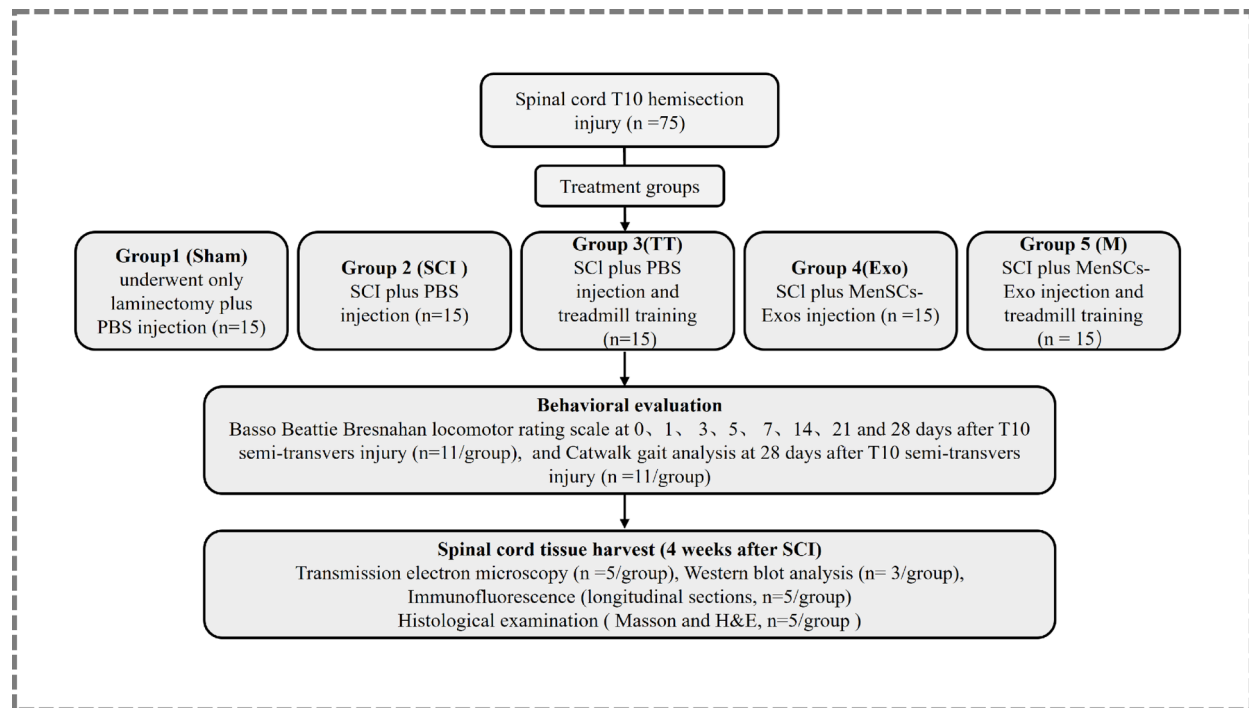 Spinal cord T10 hemisection
injury (n =75)
Treatment groups
Group1 (Sham)
underwent only
laminectomy plus
PBS injection (n=15)
Group 2 (SCI )
SCI plus PBS
injection (n=15)
Group 3(TT)
SCl plus PBS
injection and
treadmill training
(n=15)
Group 4(Exo)
SCl plus MenSCs-
Exos injection (n =15)
Group 5 (M)
SCI plus MenSCs-
Exo injection and
treadmill training
(n = 15)
Behavioral evaluation
Basso Beattie Bresnahan locomotor rating scale at 0、1、 3、5、 7、14、21 and 28 days after T10
semi-transvers injury (n=11/group), and Catwalk gait analysis at 28 days after T10 semi-transvers
injury (n =11/group)
Spinal cord tissue harvest (4 weeks after SCI)
Transmission electron microscopy (n =5/group), Western blot analysis (n= 3/group),
Immunofluorescence (longitudinal sections, n=5/group)
Histological examination ( Masson and H&E, n=5/group )